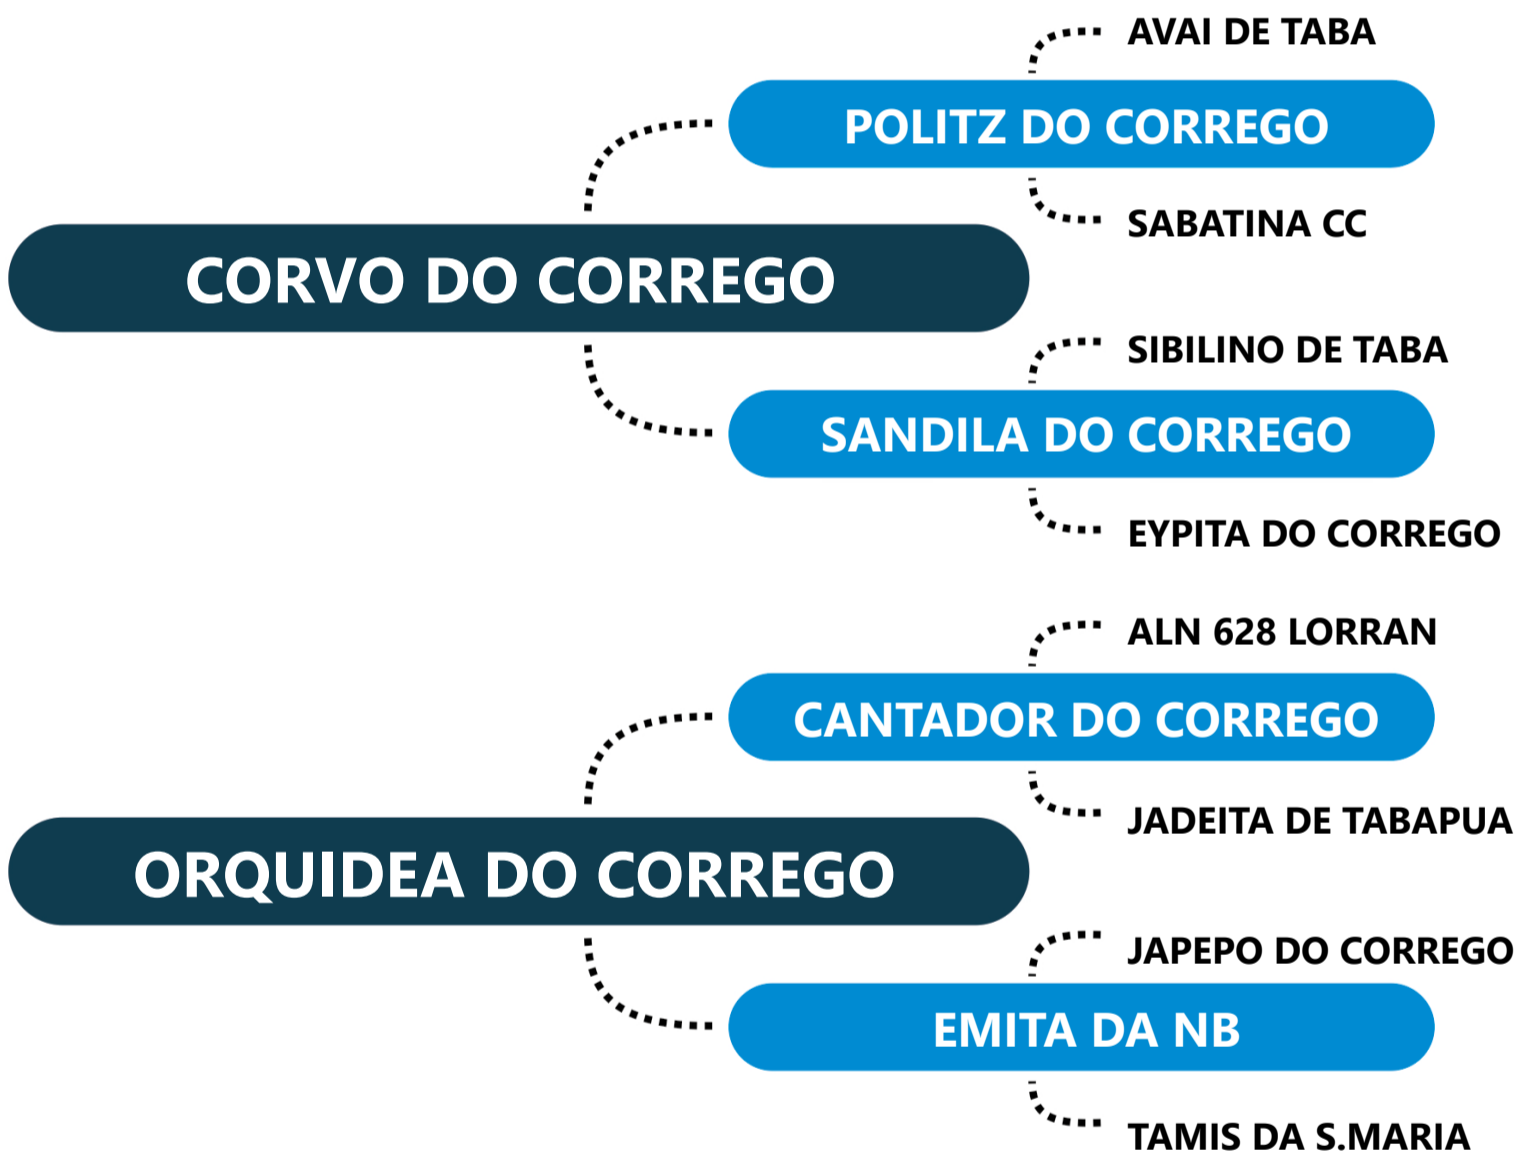 AVAI DE TABA
POLITZ DO CORREGO
SABATINA CC
CORVO DO CORREGO
SIBILINO DE TABA
SANDILA DO CORREGO
EYPITA DO CORREGO
ALN 628 LORRAN
CANTADOR DO CORREGO
JADEITA DE TABAPUA
ORQUIDEA DO CORREGO
JAPEPO DO CORREGO
EMITA DA NB
TAMIS DA S.MARIA